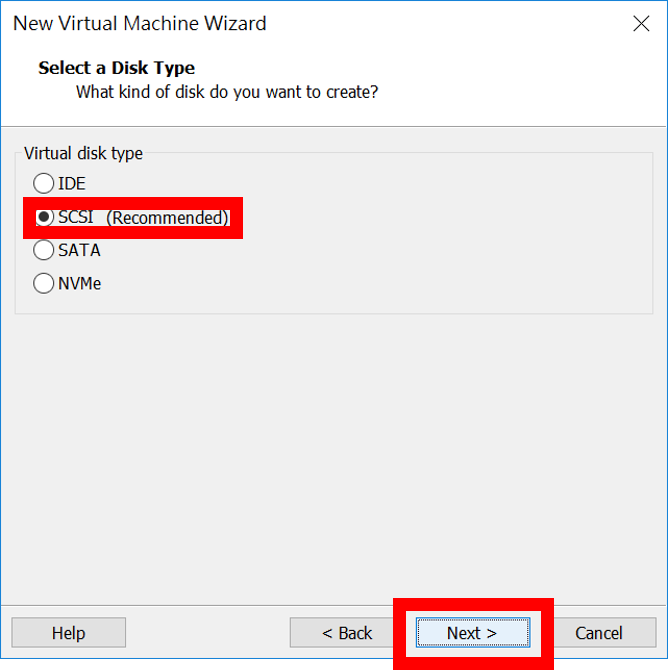 New Virtual Machine Wizard
Select a Disk Type
What kind of disk do you want to create?
Virtual disk type
IDE
SCSI (Recommended)
SATA
NVMe
Help
< Back
Next >
Cancel